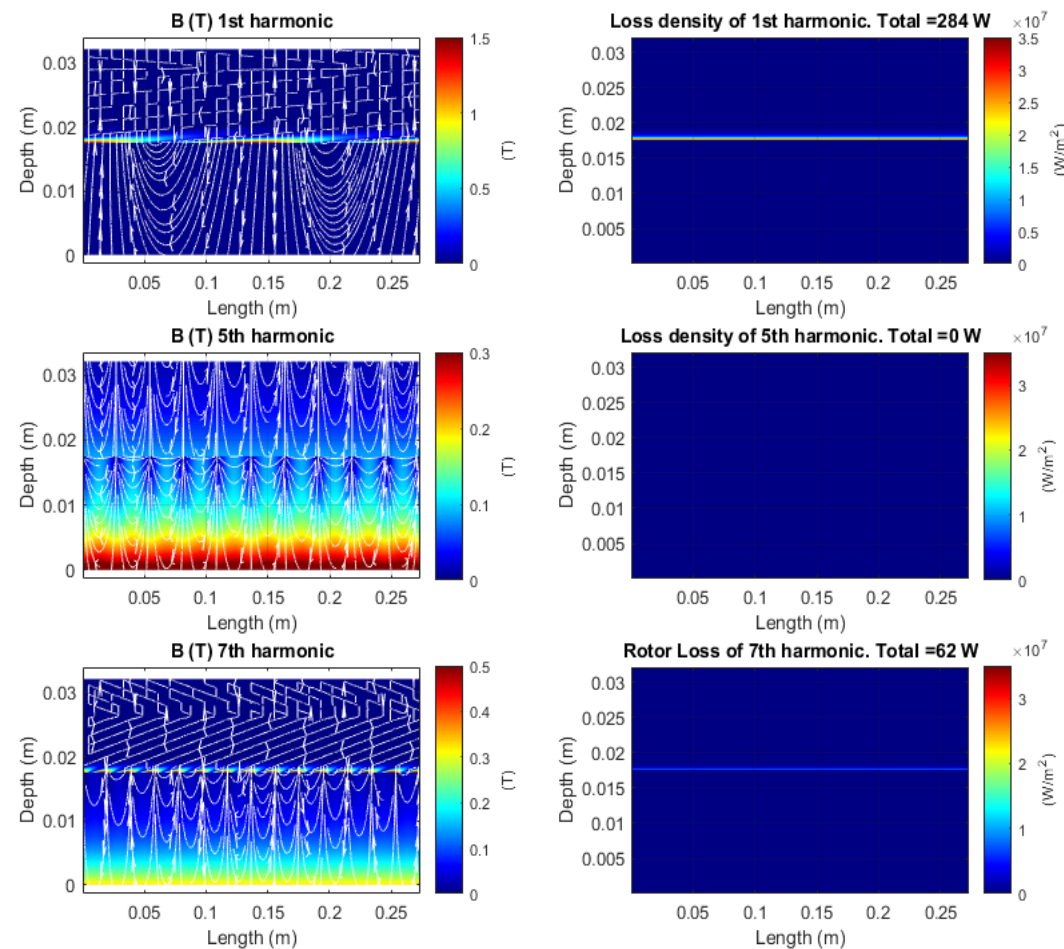 B (T) 1st harmonic
Depth (m)
0.03
0.02
0.01
0
0.05 0.1 0.15 0.2 0.25
Length (m)
1.5
1
0.5
0
(T)
Loss density of 1st harmonic. Total =284 W
Depth (m)
0.03
0.025
0.02
0.015
0.01
0.005
0.05 0.1 0.15 0.2 0.25
Length (m)
×10⁷
3.5
3
2.5
2
1.5
1
0.5
0
(W/m²)
B (T) 5th harmonic
Depth (m)
0.03
0.02
0.01
0
0.05 0.1 0.15 0.2 0.25
Length (m)
0.3
0.2
0.1
0
(T)
Loss density of 5th harmonic. Total =0 W
Depth (m)
0.03
0.025
0.02
0.015
0.01
0.005
0.05 0.1 0.15 0.2 0.25
Length (m)
×10⁷
3
2
1
0
(W/m²)
B (T) 7th harmonic
Depth (m)
0.03
0.02
0.01
0
0.05 0.1 0.15 0.2 0.25
Length (m)
0.5
0.4
0.3
0.2
0.1
0
(T)
Rotor Loss of 7th harmonic. Total =62 W
Depth (m)
0.03
0.025
0.02
0.015
0.01
0.005
0.05 0.1 0.15 0.2 0.25
Length (m)
×10⁷
3
2
1
0
(W/m²)